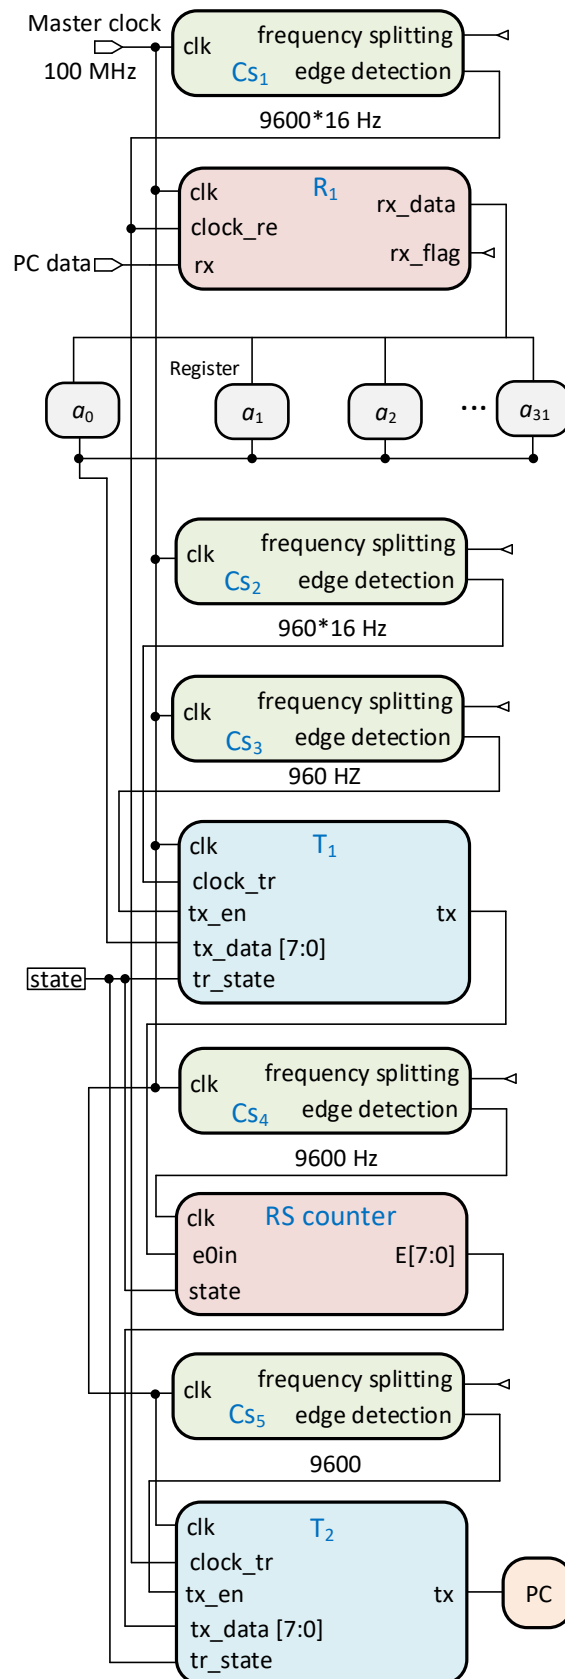 Master clock
100 MHz
clk
frequency splitting
edge detection
Cs1
9600*16 Hz
R1
clk
rx_data
clock_re
rx_flag
PC data
rx
Register
a0
a1
a2
...
a31
clk
frequency splitting
edge detection
Cs2
960*16 Hz
clk
frequency splitting
edge detection
Cs3
960 HZ
T1
clk
clock_tr
tx_en
tx
tx_data [7:0]
state
tr_state
clk
frequency splitting
edge detection
Cs4
9600 Hz
clk
RS counter
e0in
E[7:0]
state
clk
frequency splitting
edge detection
Cs5
9600
clk
T2
clock_tr
tx_en
tx
PC
tx_data [7:0]
tr_state